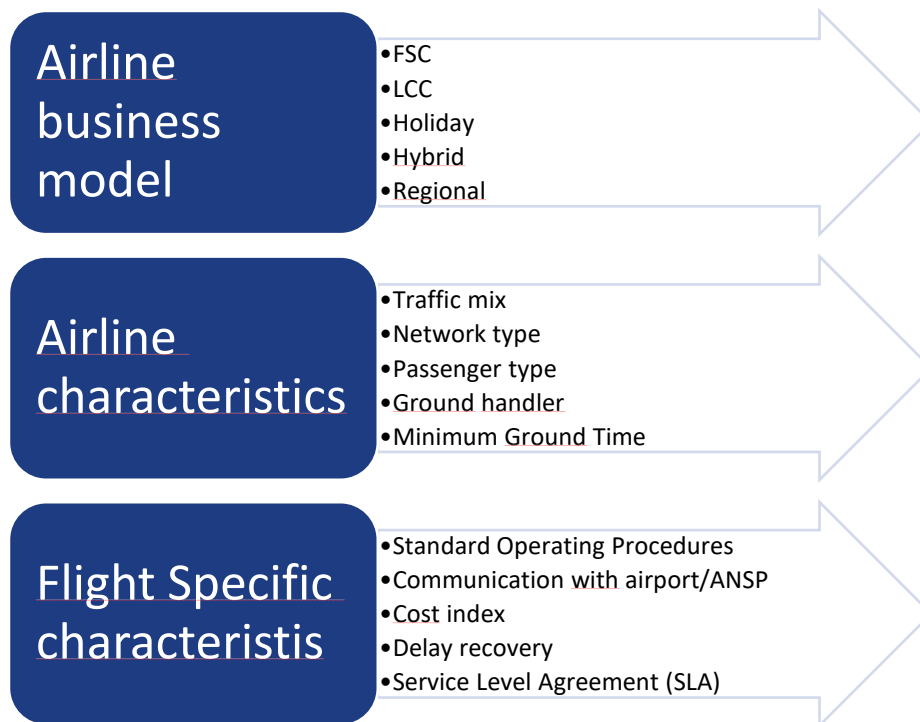 Airline
business
model
•FSC
•LCC
•Holiday
•Hybrid
•Regional
Airline
characteristics
•Traffic mix
•Network type
•Passenger type
•Ground handler
•Minimum Ground Time
Flight Specific
characteristis
•Standard Operating Procedures
•Communication with airport/ANSP
•Cost index
•Delay recovery
•Service Level Agreement (SLA)